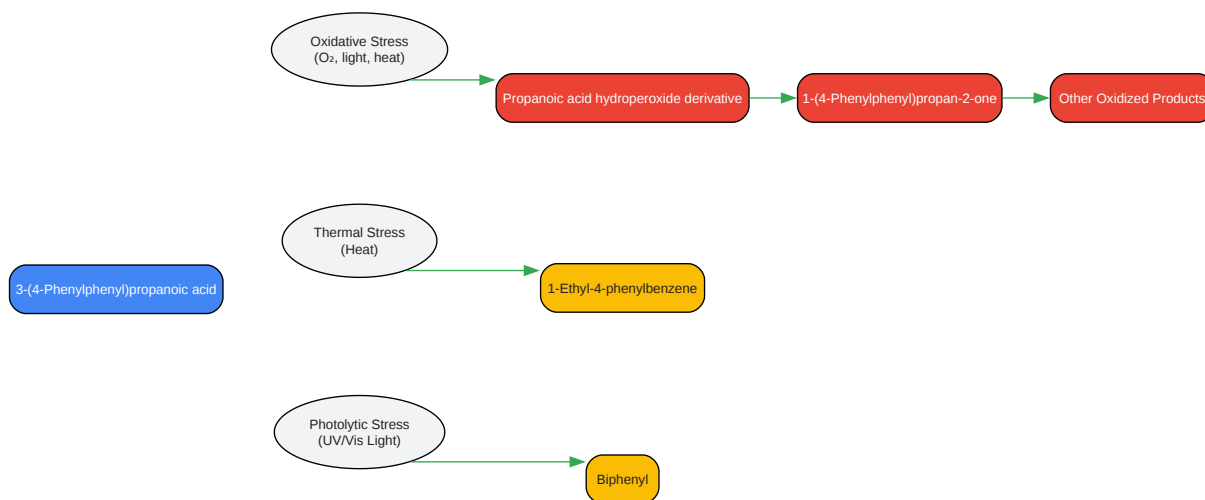 Oxidative Stress
(O₂, light, heat)
Propanoic acid hydroperoxide derivative
1-(4-Phenylphenyl)propan-2-one
Other Oxidized Products
Thermal Stress
(Heat)
3-(4-Phenylphenyl)propanoic acid
1-Ethyl-4-phenylbenzene
Photolytic Stress
(UV/Vis Light)
Biphenyl